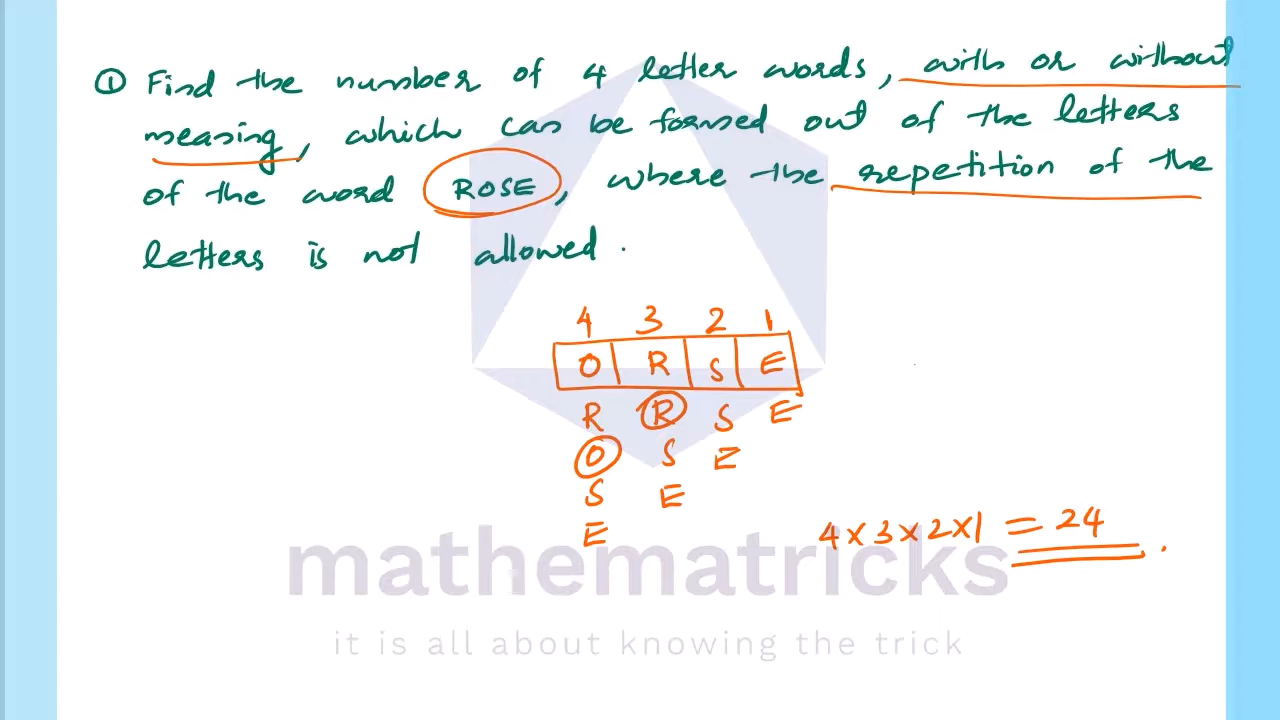 ① Find the number of 4 letter words, with or without
meaning, which can be formed out of the letters
of the word ROSE, where the repetition of the
letters is not allowed.
4 3 2 1
O R S E
R R S E
O S E
S E
E
4 × 3 × 2 × 1 = 24.
mathematricks
it is all about knowing the trick